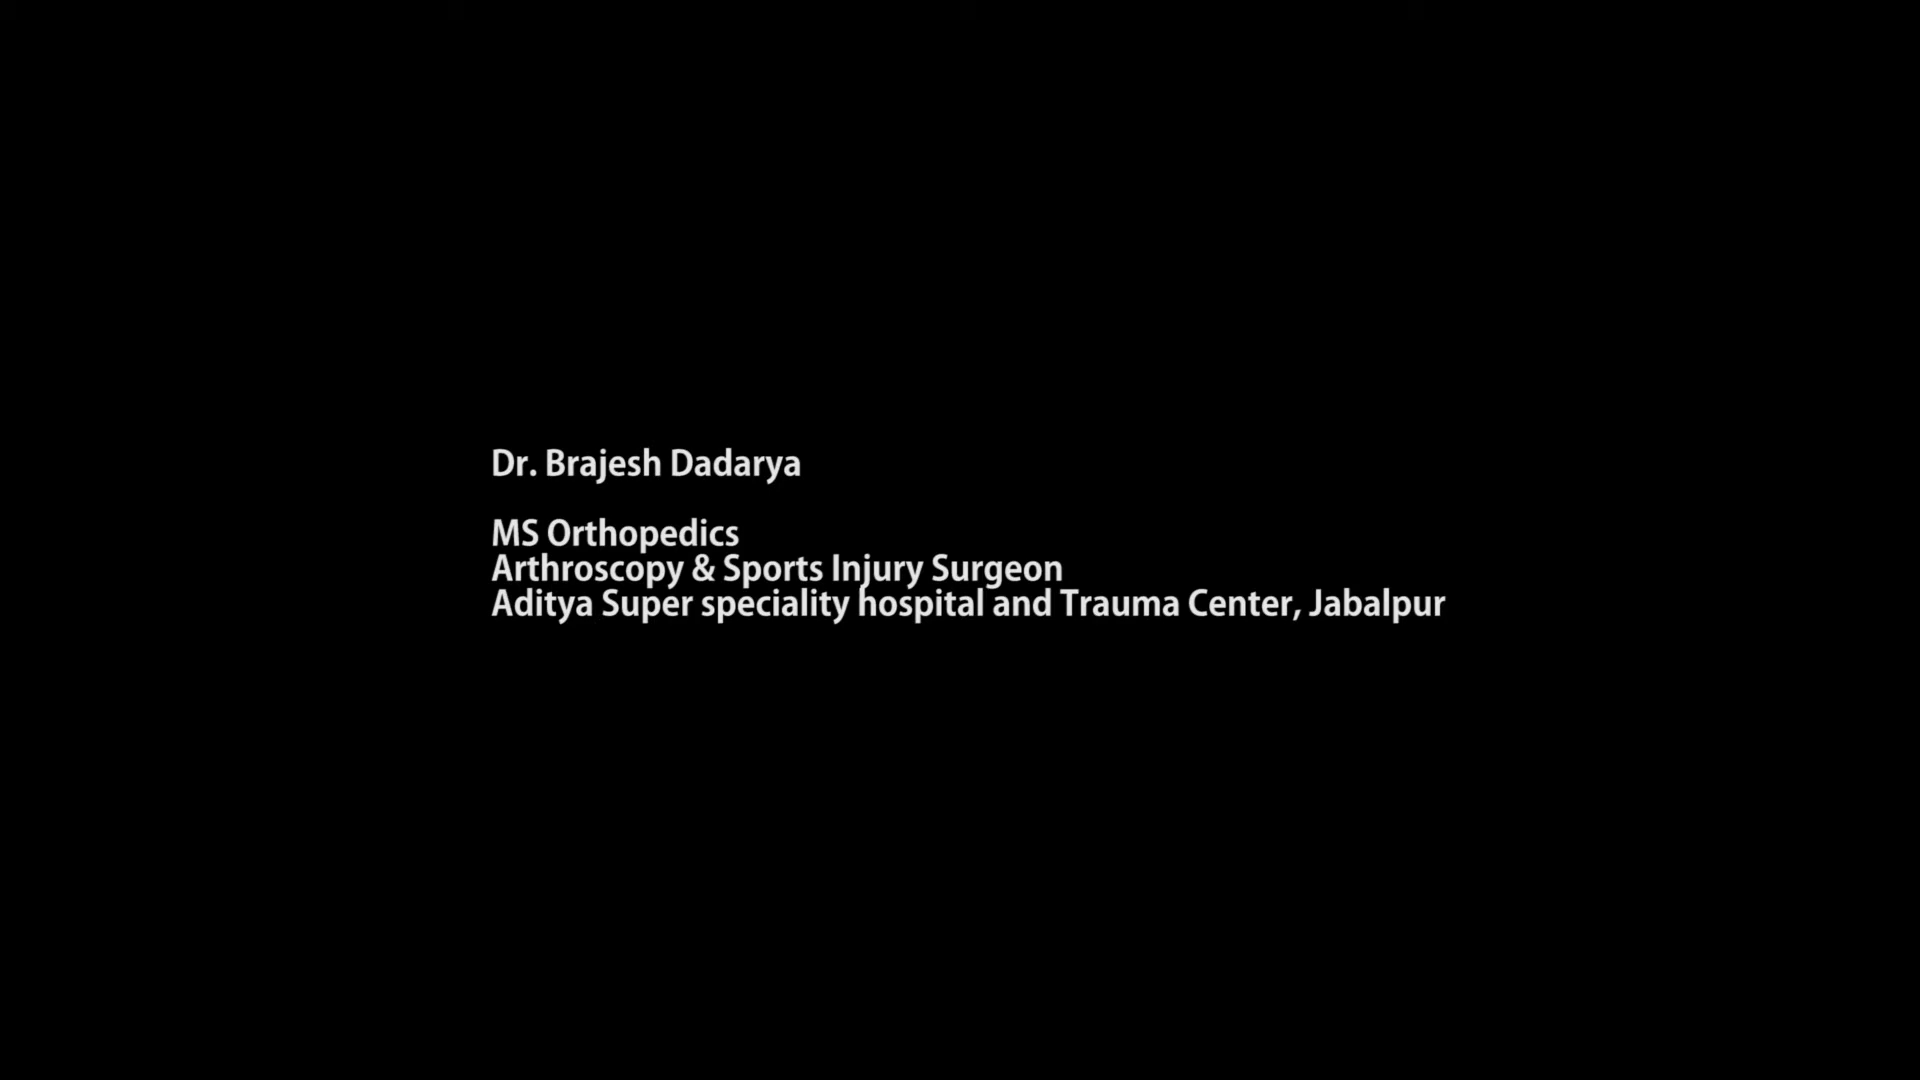 Dr. Brajesh Dadarya
MS Orthopedics
Arthroscopy & Sports Injury Surgeon
Aditya Super speciality hospital and Trauma Center, Jabalpur